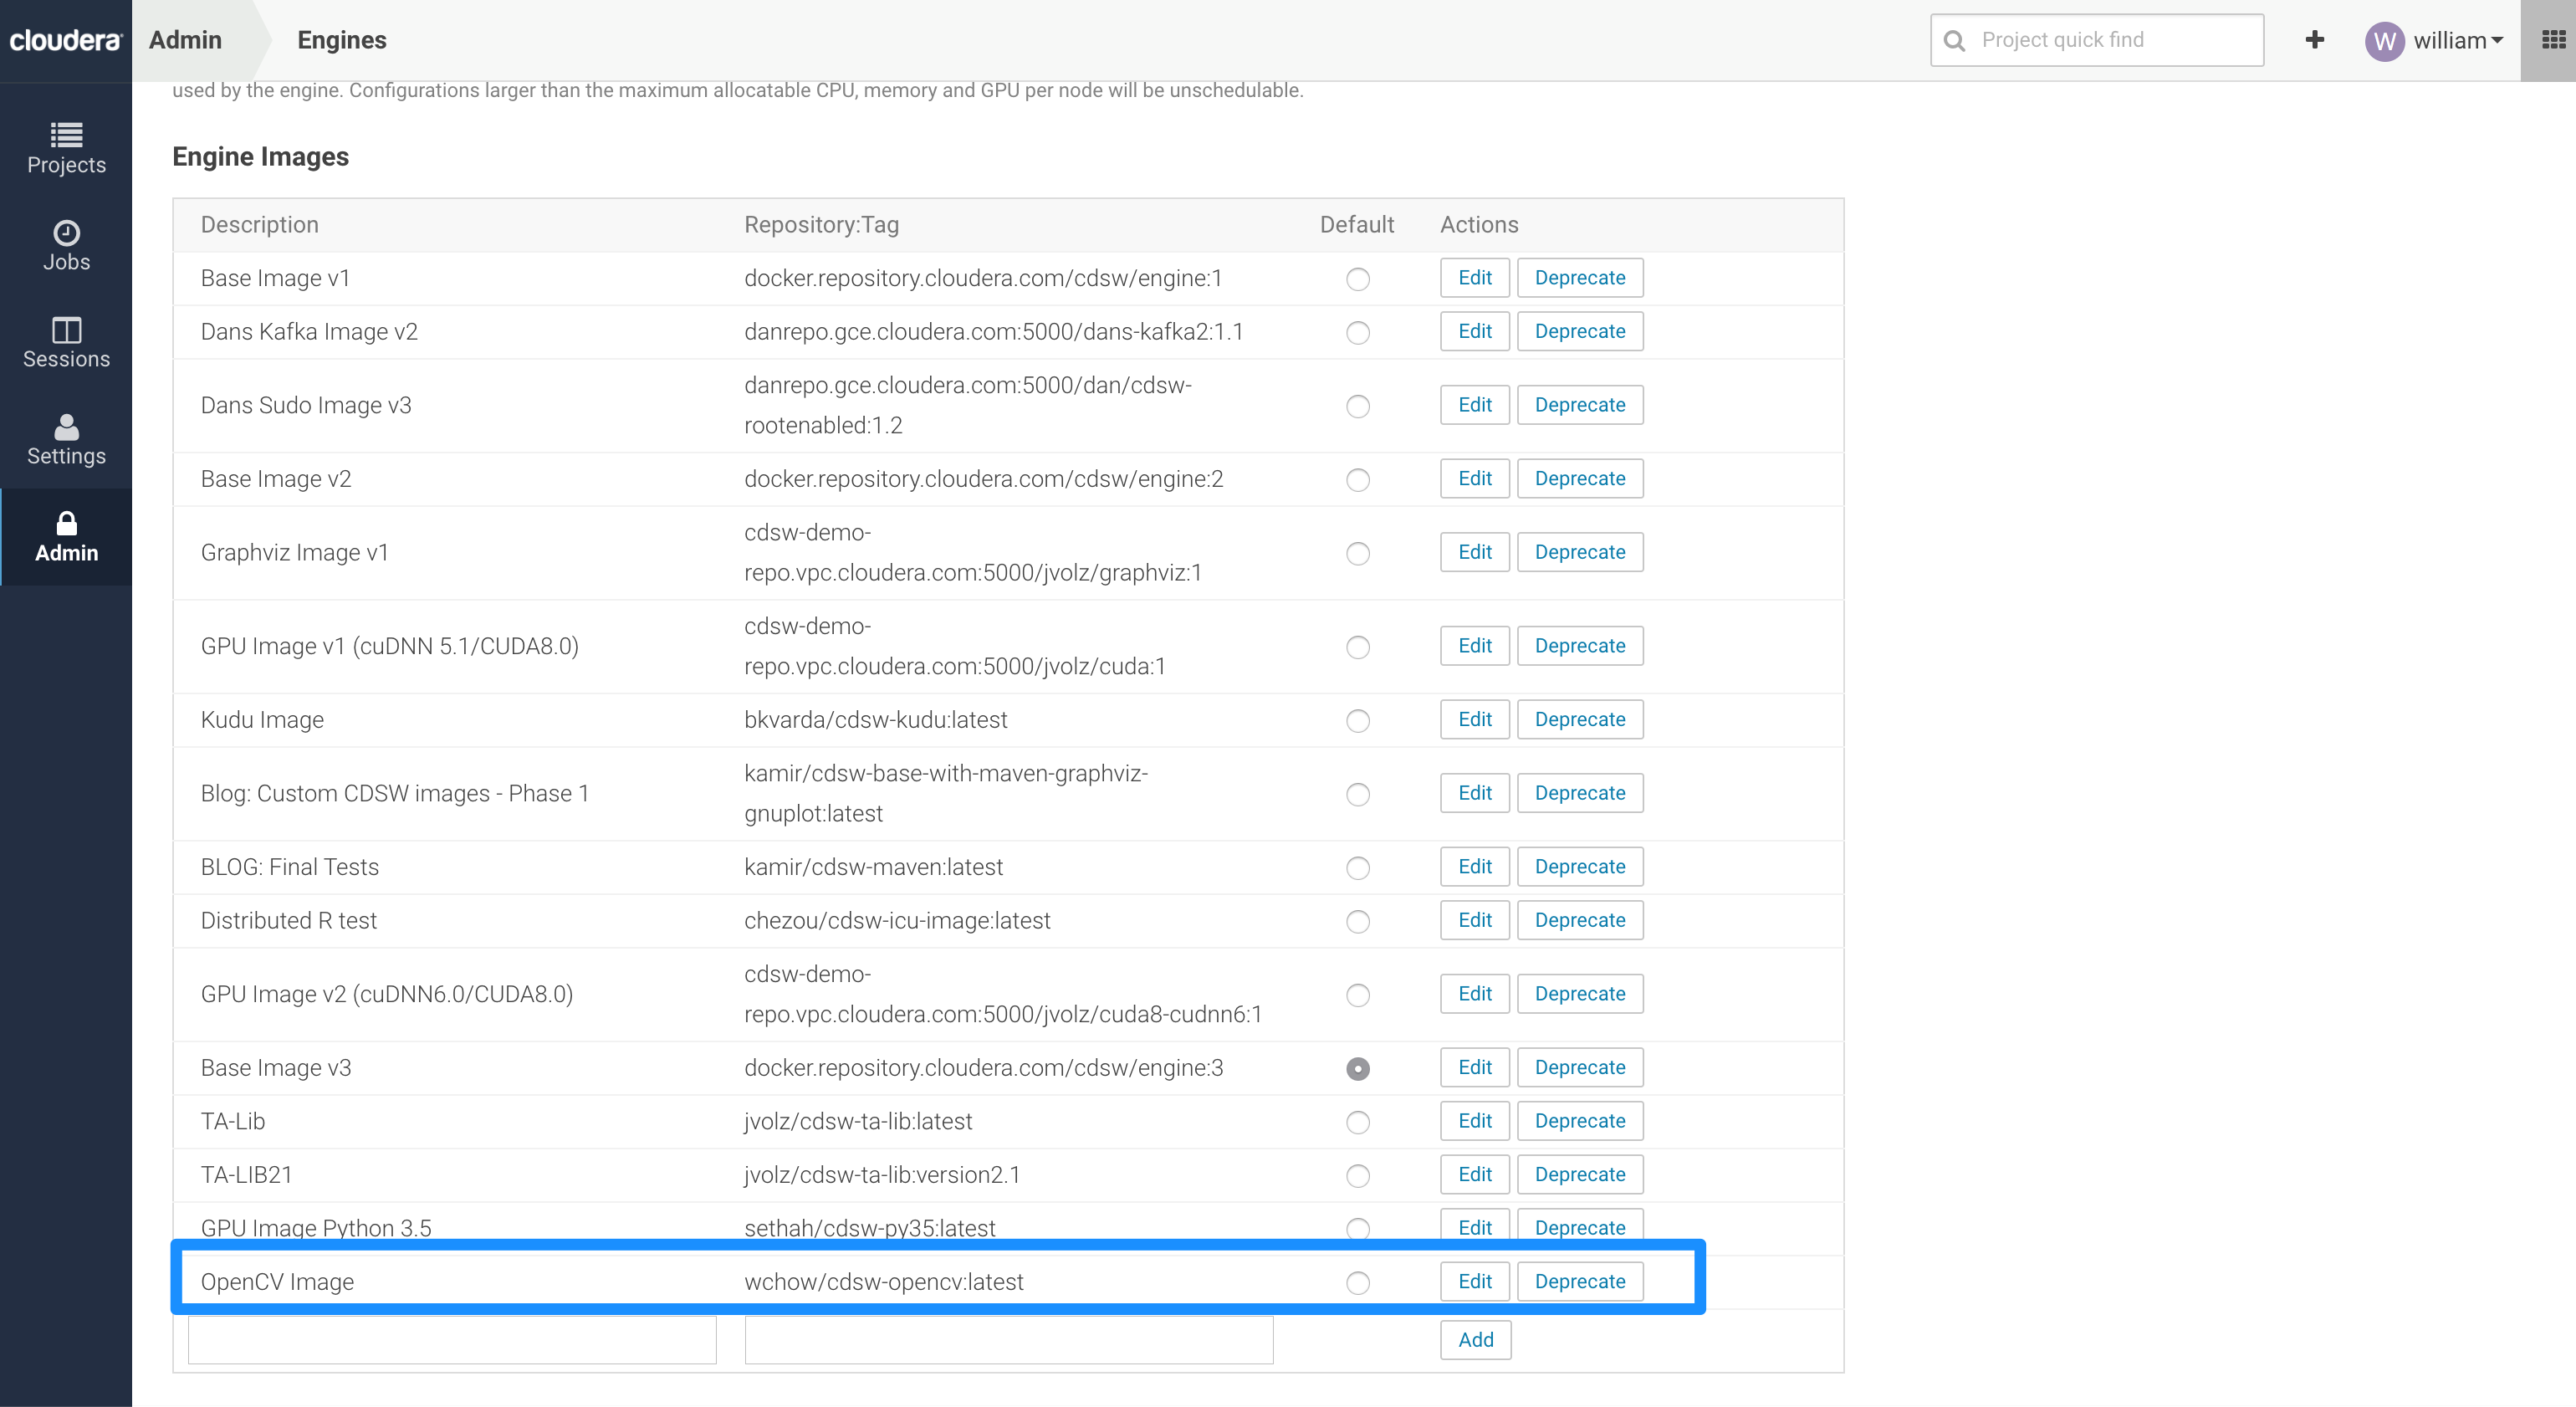 cloudera
Admin
Engines
Project quick find
W william
used by the engine. Configurations larger than the maximum allocatable CPU, memory and GPU per node will be unschedulable.
Projects
Jobs
Sessions
Settings
Admin
Engine Images
Description Repository:Tag Default Actions
Base Image v1 docker.repository.cloudera.com/cdsw/engine:1 Edit Deprecate
Dans Kafka Image v2 danrepo.gce.cloudera.com:5000/dans-kafka2:1.1 Edit Deprecate
danrepo.gce.cloudera.com:5000/dan/cdsw-
Dans Sudo Image v3 Edit Deprecate
rootenabled:1.2
Base Image v2 docker.repository.cloudera.com/cdsw/engine:2 Edit Deprecate
cdsw-demo-
Graphviz Image v1 Edit Deprecate
repo.vpc.cloudera.com:5000/jvolz/graphviz:1
cdsw-demo-
GPU Image v1 (cuDNN 5.1/CUDA8.0) Edit Deprecate
repo.vpc.cloudera.com:5000/jvolz/cuda:1
Kudu Image bkvarda/cdsw-kudu:latest Edit Deprecate
kamir/cdsw-base-with-maven-graphviz-
Blog: Custom CDSW images - Phase 1 Edit Deprecate
gnuplot:latest
BLOG: Final Tests kamir/cdsw-maven:latest Edit Deprecate
Distributed R test chezou/cdsw-icu-image:latest Edit Deprecate
cdsw-demo-
GPU Image v2 (cuDNN6.0/CUDA8.0) Edit Deprecate
repo.vpc.cloudera.com:5000/jvolz/cuda8-cudnn6:1
Base Image v3 docker.repository.cloudera.com/cdsw/engine:3 Edit Deprecate
TA-Lib jvolz/cdsw-ta-lib:latest Edit Deprecate
TA-LIB21 jvolz/cdsw-ta-lib:version2.1 Edit Deprecate
GPU Image Python 3.5 sethah/cdsw-py35:latest Edit Deprecate
OpenCV Image wchow/cdsw-opencv:latest Edit Deprecate
Add